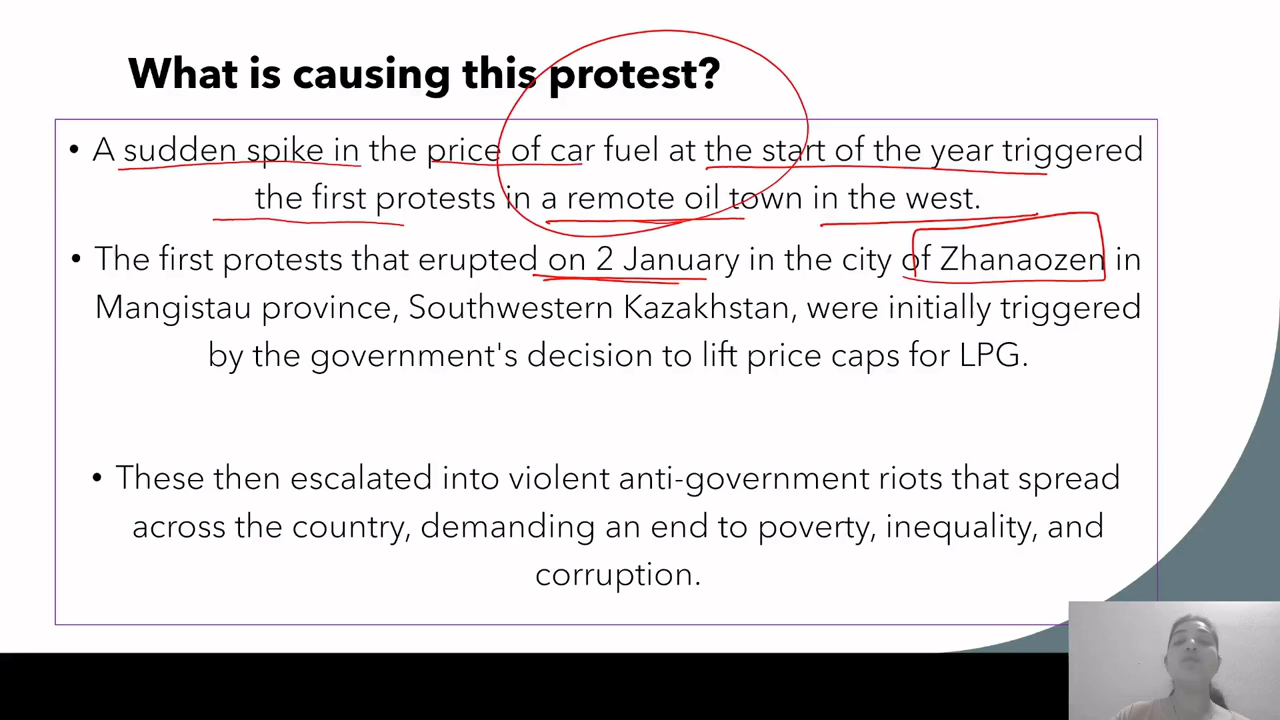 What is causing this protest?
• A sudden spike in the price of car fuel at the start of the year triggered
the first protests in a remote oil town in the west.
• The first protests that erupted on 2 January in the city of Zhanaozen in
Mangistau province, Southwestern Kazakhstan, were initially triggered
by the government's decision to lift price caps for LPG.
• These then escalated into violent anti-government riots that spread
across the country, demanding an end to poverty, inequality, and
corruption.